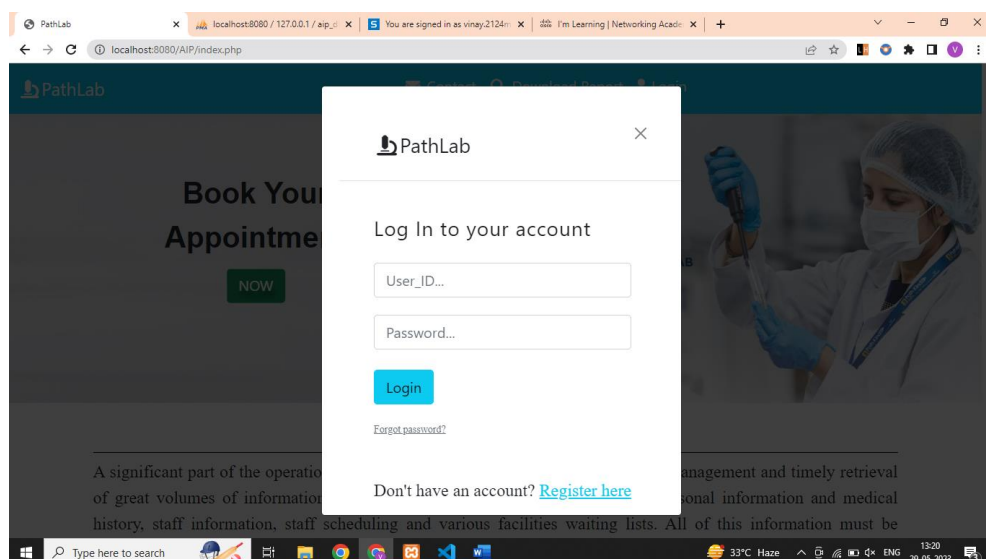 PathLab
localhost:8080 / 127.0.0.1 / aip_d
You are signed in as vinay.2124m
I'm Learning | Networking Acade
localhost:8080/AIP/index.php
PathLab
Contact Download Report Login
PathLab
Book Your
Appointme
NOW
Log In to your account
User_ID...
Password...
Login
Forgot password?
Don't have an account? Register here
A significant part of the operatio anagement and timely retrieval
of great volumes of information sonal information and medical
history, staff information, staff scheduling and various facilities waiting lists. All of this information must be
Type here to search
33°C Haze
ENG
13:20